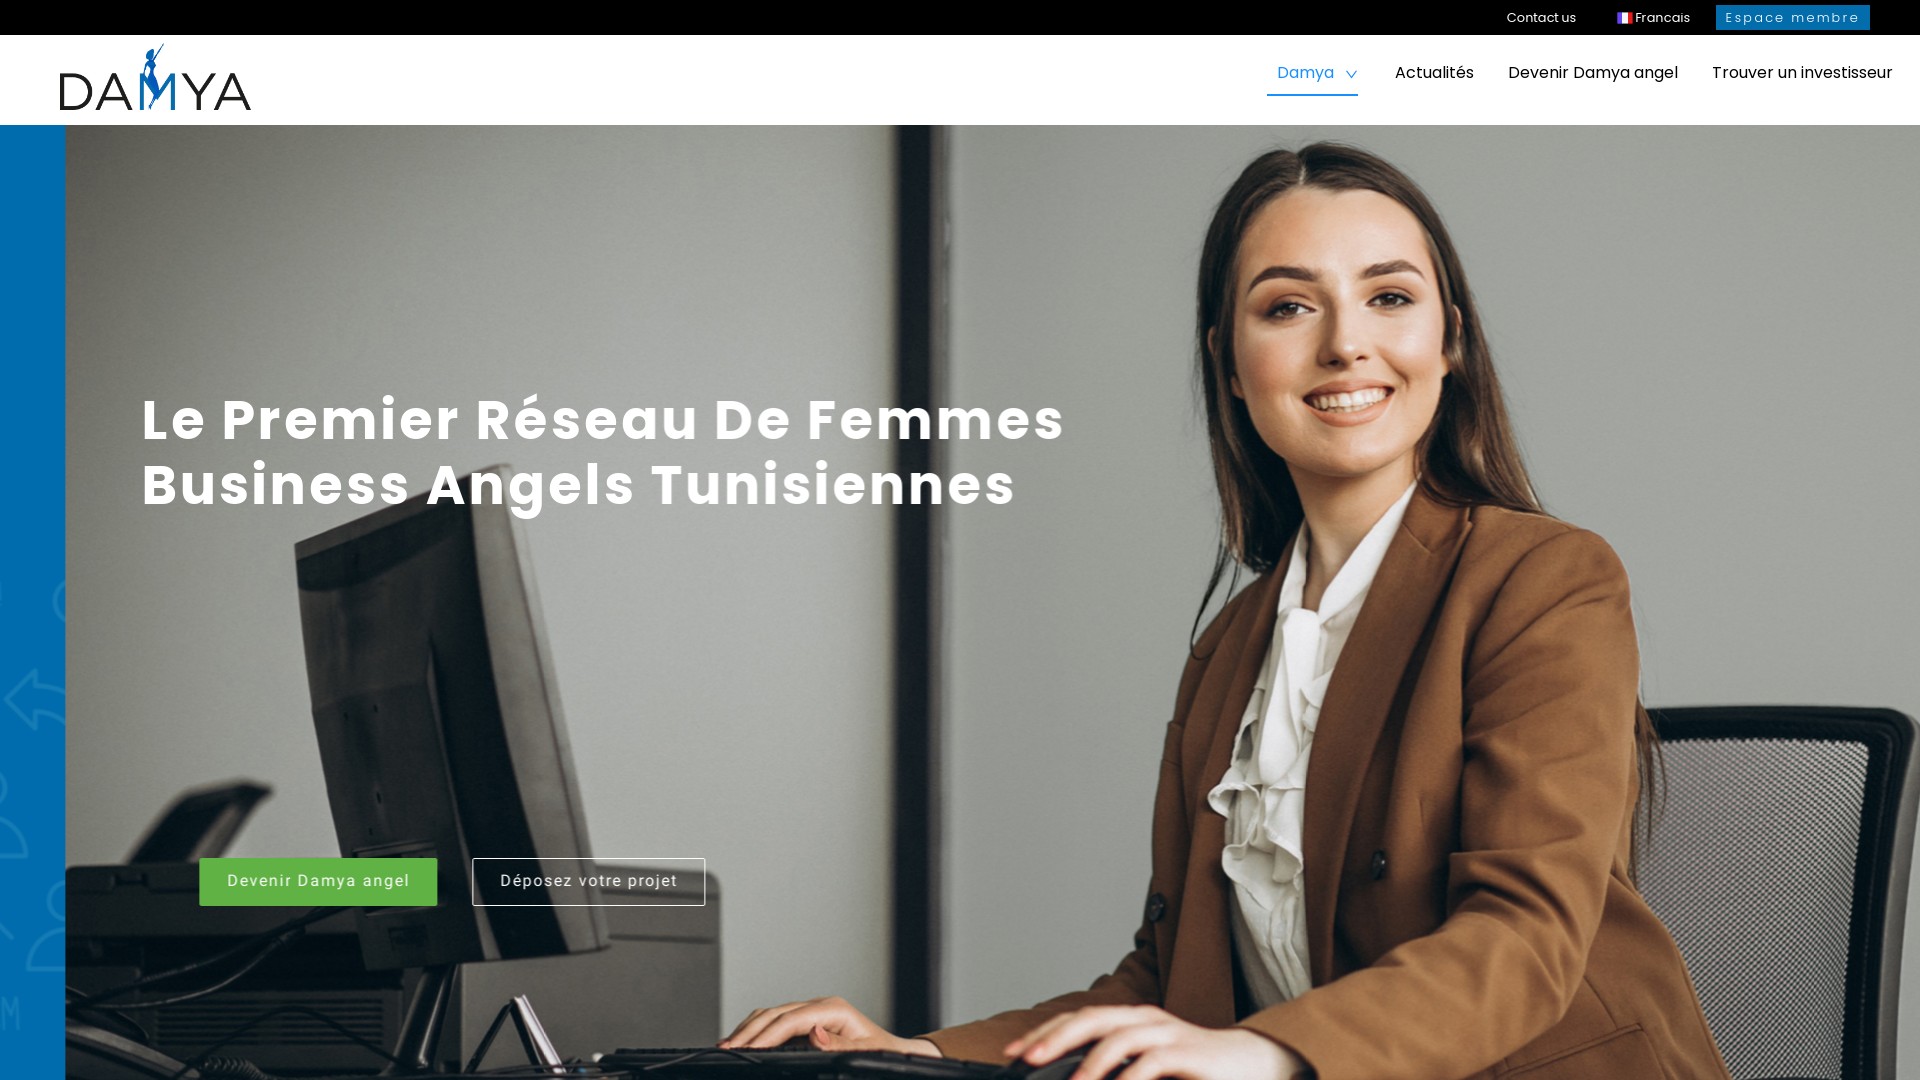 Contact us
Francais
Espace membre
DAMYA
Damya
Actualités
Devenir Damya angel
Trouver un investisseur
Le Premier Réseau De Femmes
Business Angels Tunisiennes
Devenir Damya angel
Déposez votre projet
M